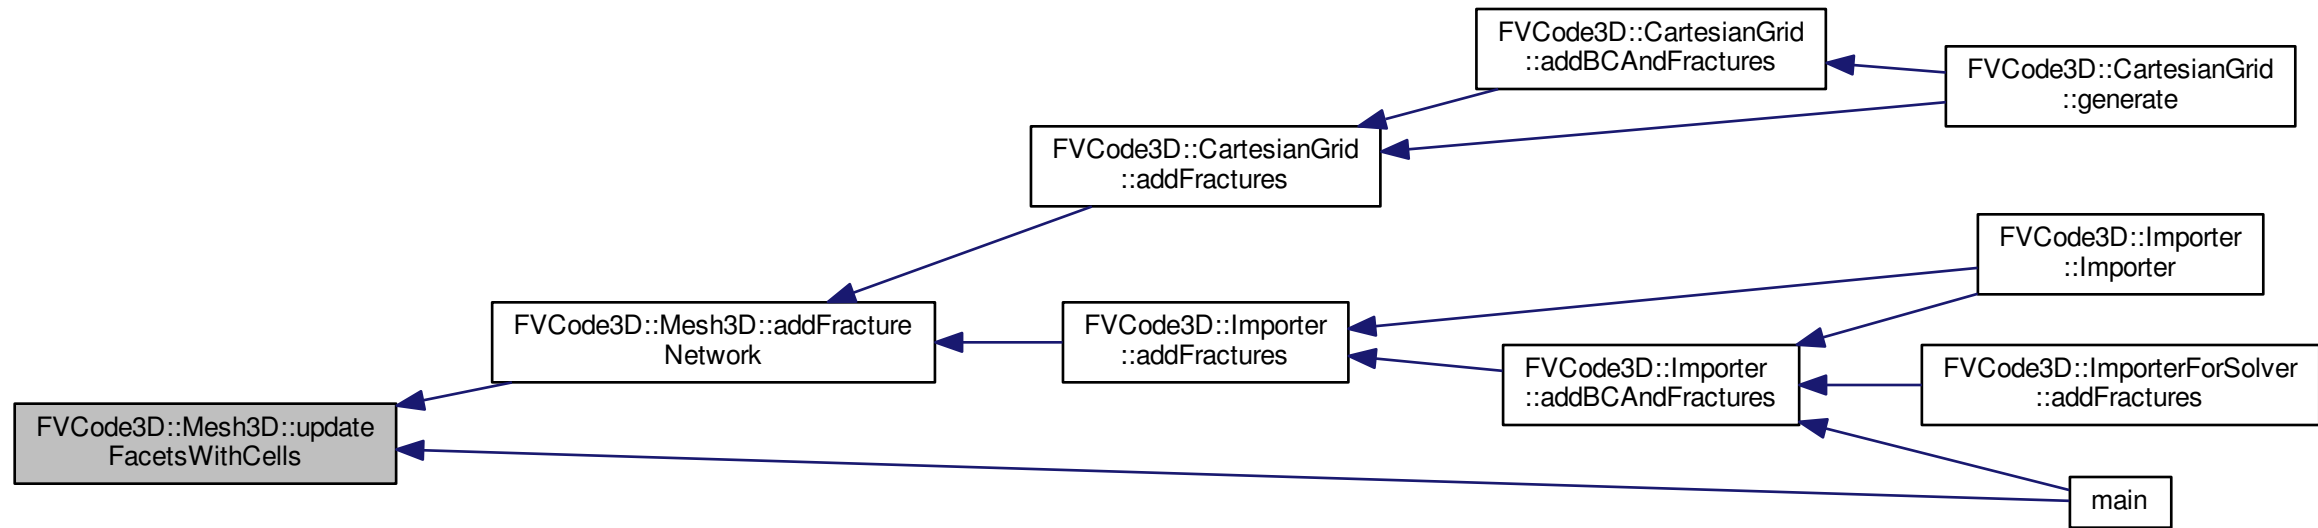 FVCode3D::CartesianGrid
::addBCAndFractures
FVCode3D::CartesianGrid
::generate
FVCode3D::CartesianGrid
::addFractures
FVCode3D::Importer
::Importer
FVCode3D::Mesh3D::addFracture
Network
FVCode3D::Importer
::addFractures
FVCode3D::Importer
::addBCAndFractures
FVCode3D::ImporterForSolver
::addFractures
FVCode3D::Mesh3D::update
FacetsWithCells
main